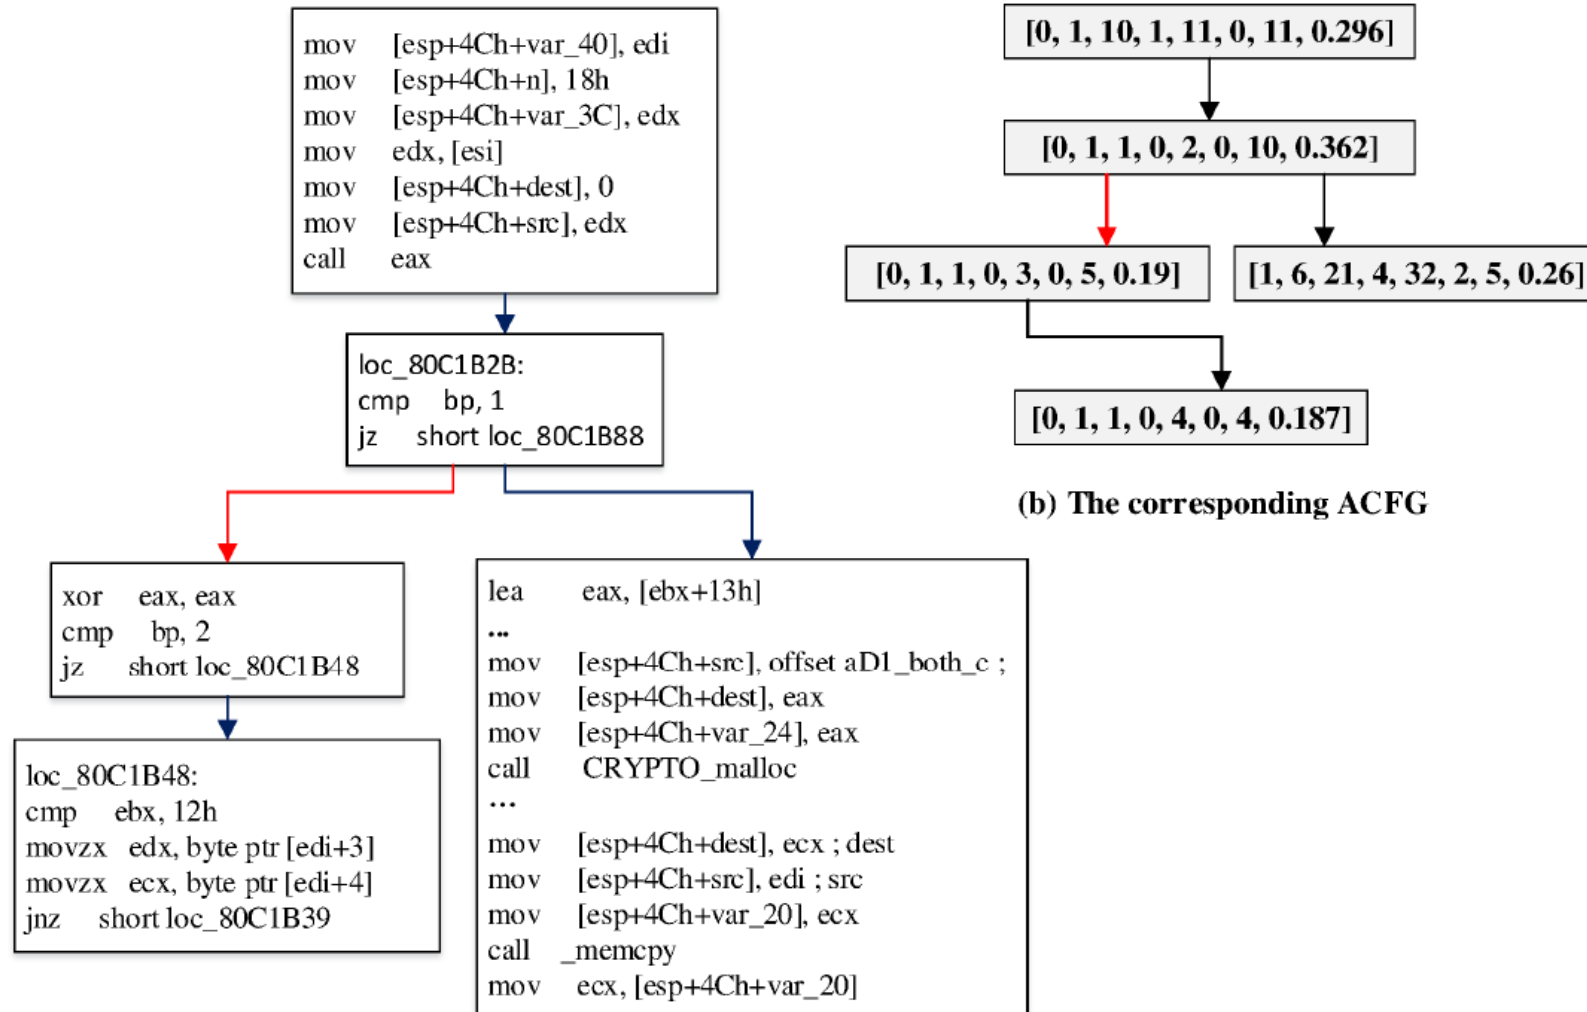 mov [esp+4Ch+var_40], edi
mov [esp+4Ch+n], 18h
mov [esp+4Ch+var_3C], edx
mov edx, [esi]
mov [esp+4Ch+dest], 0
mov [esp+4Ch+src], edx
call eax
loc_80C1B2B:
cmp bp, 1
jz short loc_80C1B88
xor eax, eax
cmp bp, 2
jz short loc_80C1B48
loc_80C1B48:
cmp ebx, 12h
movzx edx, byte ptr [edi+3]
movzx ecx, byte ptr [edi+4]
jnz short loc_80C1B39
lea eax, [ebx+13h]
...
mov [esp+4Ch+src], offset aD1_both_c ;
mov [esp+4Ch+dest], eax
mov [esp+4Ch+var_24], eax
call CRYPTO_malloc
...
mov [esp+4Ch+dest], ecx ; dest
mov [esp+4Ch+src], edi ; src
mov [esp+4Ch+var_20], ecx
call _memcpy
mov ecx, [esp+4Ch+var_20]
[0, 1, 10, 1, 11, 0, 11, 0.296]
[0, 1, 1, 0, 2, 0, 10, 0.362]
[0, 1, 1, 0, 3, 0, 5, 0.19]
[1, 6, 21, 4, 32, 2, 5, 0.26]
[0, 1, 1, 0, 4, 0, 4, 0.187]
(b) The corresponding ACFG